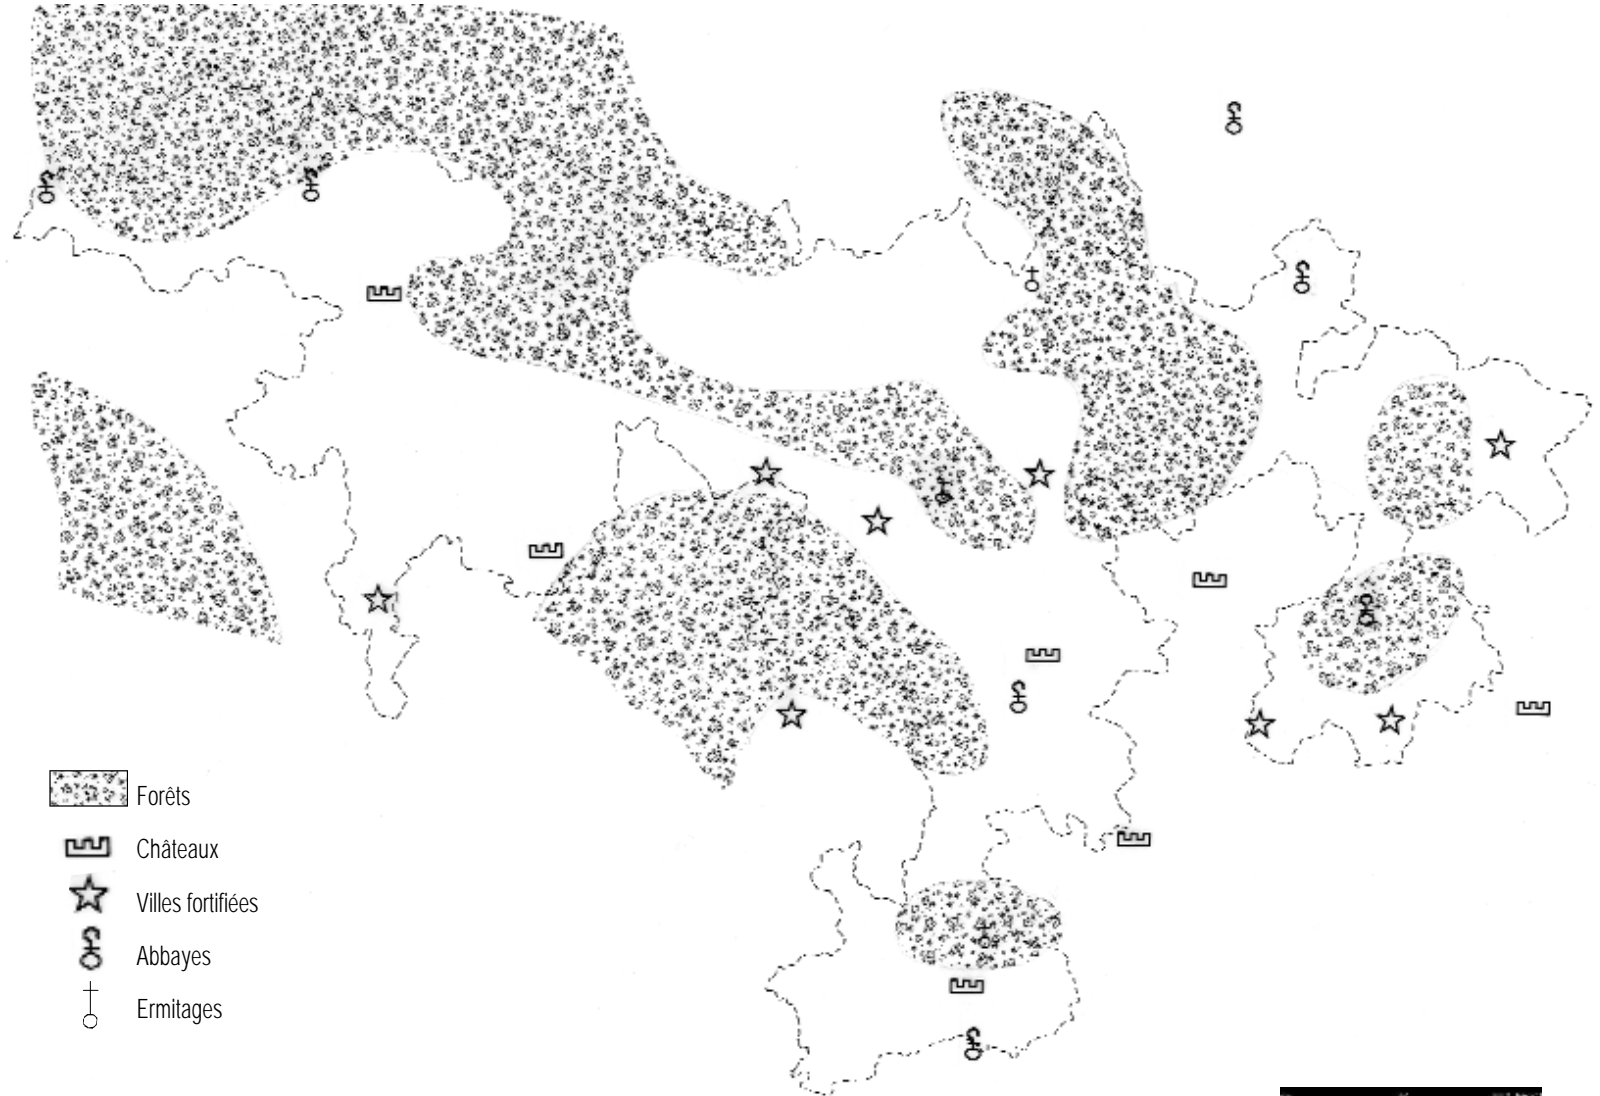 Forêts
Châteaux
Villes fortifiées
Abbayes
Ermitages